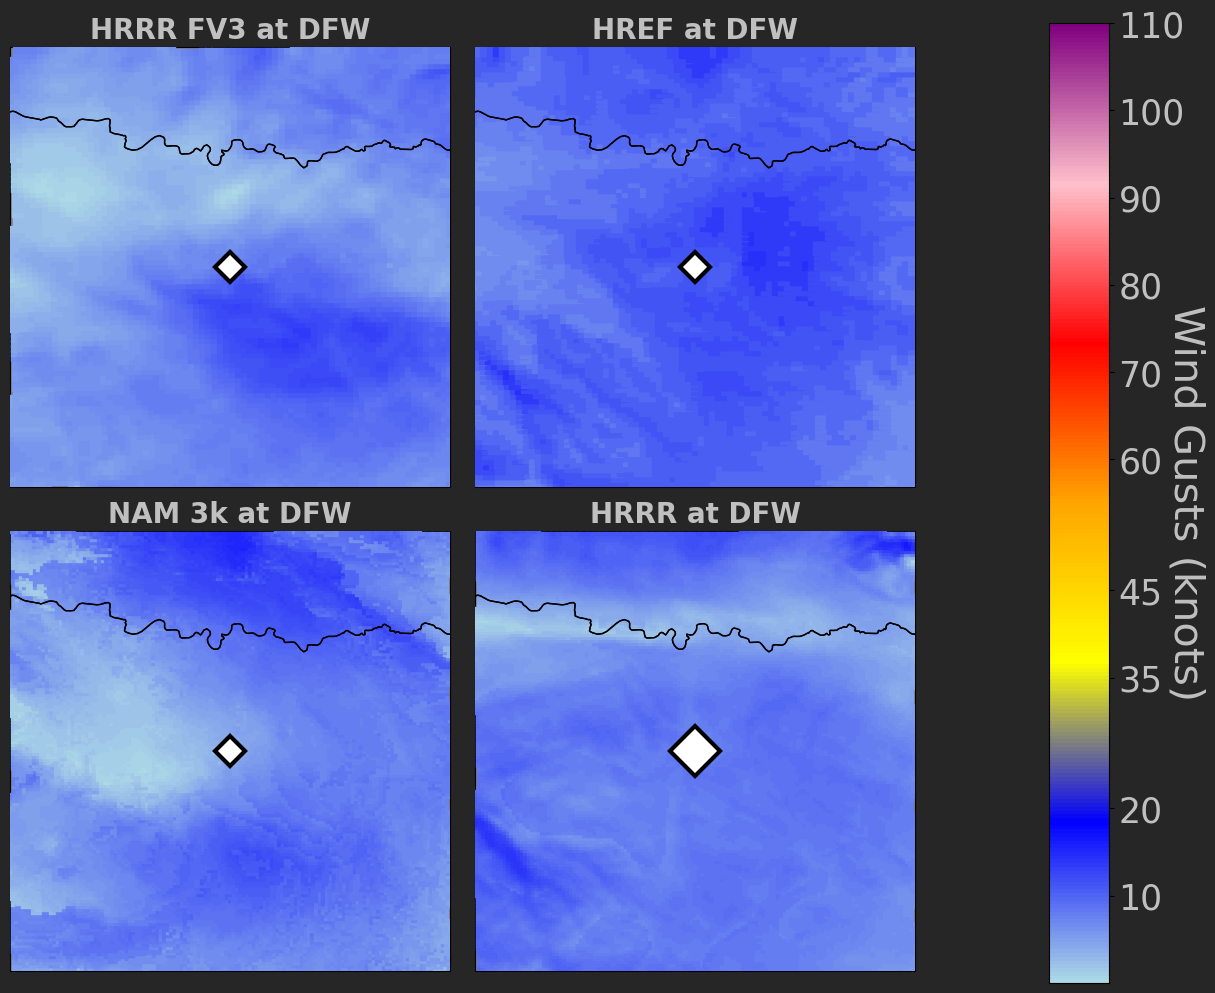 HRRR FV3 at DFW
HREF at DFW
NAM 3k at DFW
HRRR at DFW
110
100
90
80
70
60
45
35
20
10
Wind Gusts (knots)